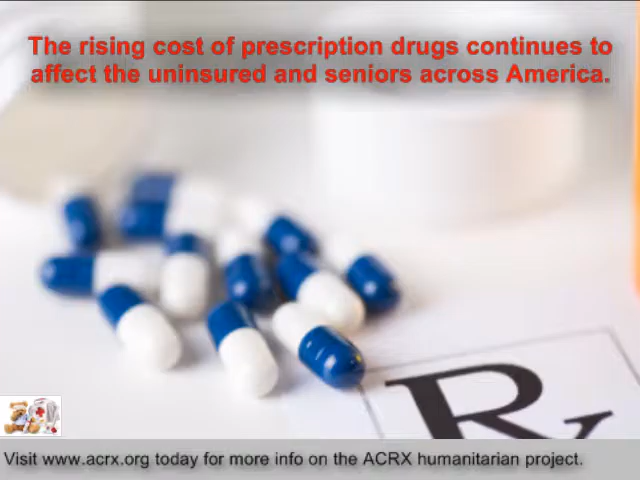 The rising cost of prescription drugs continues to
affect the uninsured and seniors across America.
R
Visit www.acrx.org today for more info on the ACRX humanitarian project.